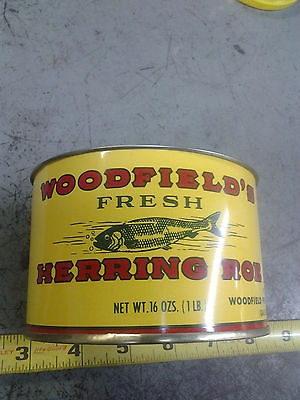 WOODFIELD'S
FRESH
HERRING ROE
NET WT. 16 OZS. (1 LB.
WOODFIELD
3 4 5 6 7 8 9